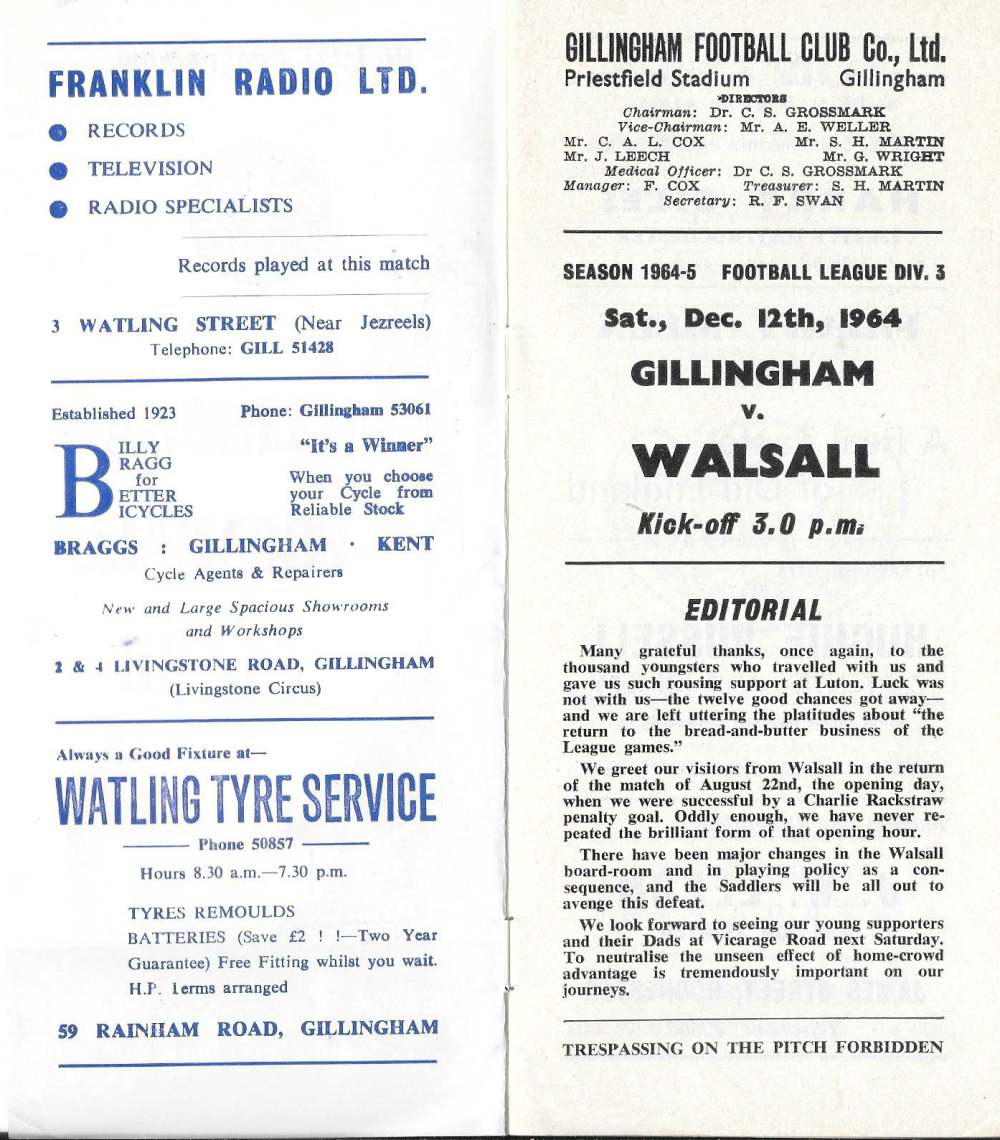 FRANKLIN RADIO LTD.
RECORDS
TELEVISION
RADIO SPECIALISTS
Records played at this match
3 WATLING STREET (Near Jezreels)
Telephone: GILL 51428
Established 1923 Phone: Gillingham 53061
BILLY
BRAGG
for
BETTER
BICYCLES
"It's a Winner"
When you choose
your Cycle from
Reliable Stock
BRAGGS : GILLINGHAM · KENT
Cycle Agents & Repairers
New and Large Spacious Showrooms
and Workshops
2 & 4 LIVINGSTONE ROAD, GILLINGHAM
(Livingstone Circus)
Always a Good Fixture at—
WATLING TYRE SERVICE
Phone 50857
Hours 8.30 a.m.—7.30 p.m.
TYRES REMOULDS
BATTERIES (Save £2 ! !—Two Year
Guarantee) Free Fitting whilst you wait.
H.P. Terms arranged
59 RAINHAM ROAD, GILLINGHAM
GILLINGHAM FOOTBALL CLUB Co., Ltd.
Priestfield Stadium Gillingham
DIRECTORS
Chairman: Dr. C. S. GROSSMARK
Vice-Chairman: Mr. A. E. WELLER
Mr. C. A. L. COX Mr. S. H. MARTIN
Mr. J. LEECH Mr. G. WRIGHT
Medical Officer: Dr C. S. GROSSMARK
Manager: F. COX Treasurer: S. H. MARTIN
Secretary: R. F. SWAN
SEASON 1964-5 FOOTBALL LEAGUE DIV. 3
Sat., Dec. 12th, 1964
GILLINGHAM
v.
WALSALL
Kick-off 3.0 p.m.
EDITORIAL
Many grateful thanks, once again, to the
thousand youngsters who travelled with us and
gave us such rousing support at Luton. Luck was
not with us—the twelve good chances got away—
and we are left uttering the platitudes about "the
return to the bread-and-butter business of the
League games."
We greet our visitors from Walsall in the return
of the match of August 22nd, the opening day,
when we were successful by a Charlie Rackstraw
penalty goal. Oddly enough, we have never re-
peated the brilliant form of that opening hour.
There have been major changes in the Walsall
board-room and in playing policy as a con-
sequence, and the Saddlers will be all out to
avenge this defeat.
We look forward to seeing our young supporters
and their Dads at Vicarage Road next Saturday.
To neutralise the unseen effect of home-crowd
advantage is tremendously important on our
journeys.
TRESPASSING ON THE PITCH FORBIDDEN